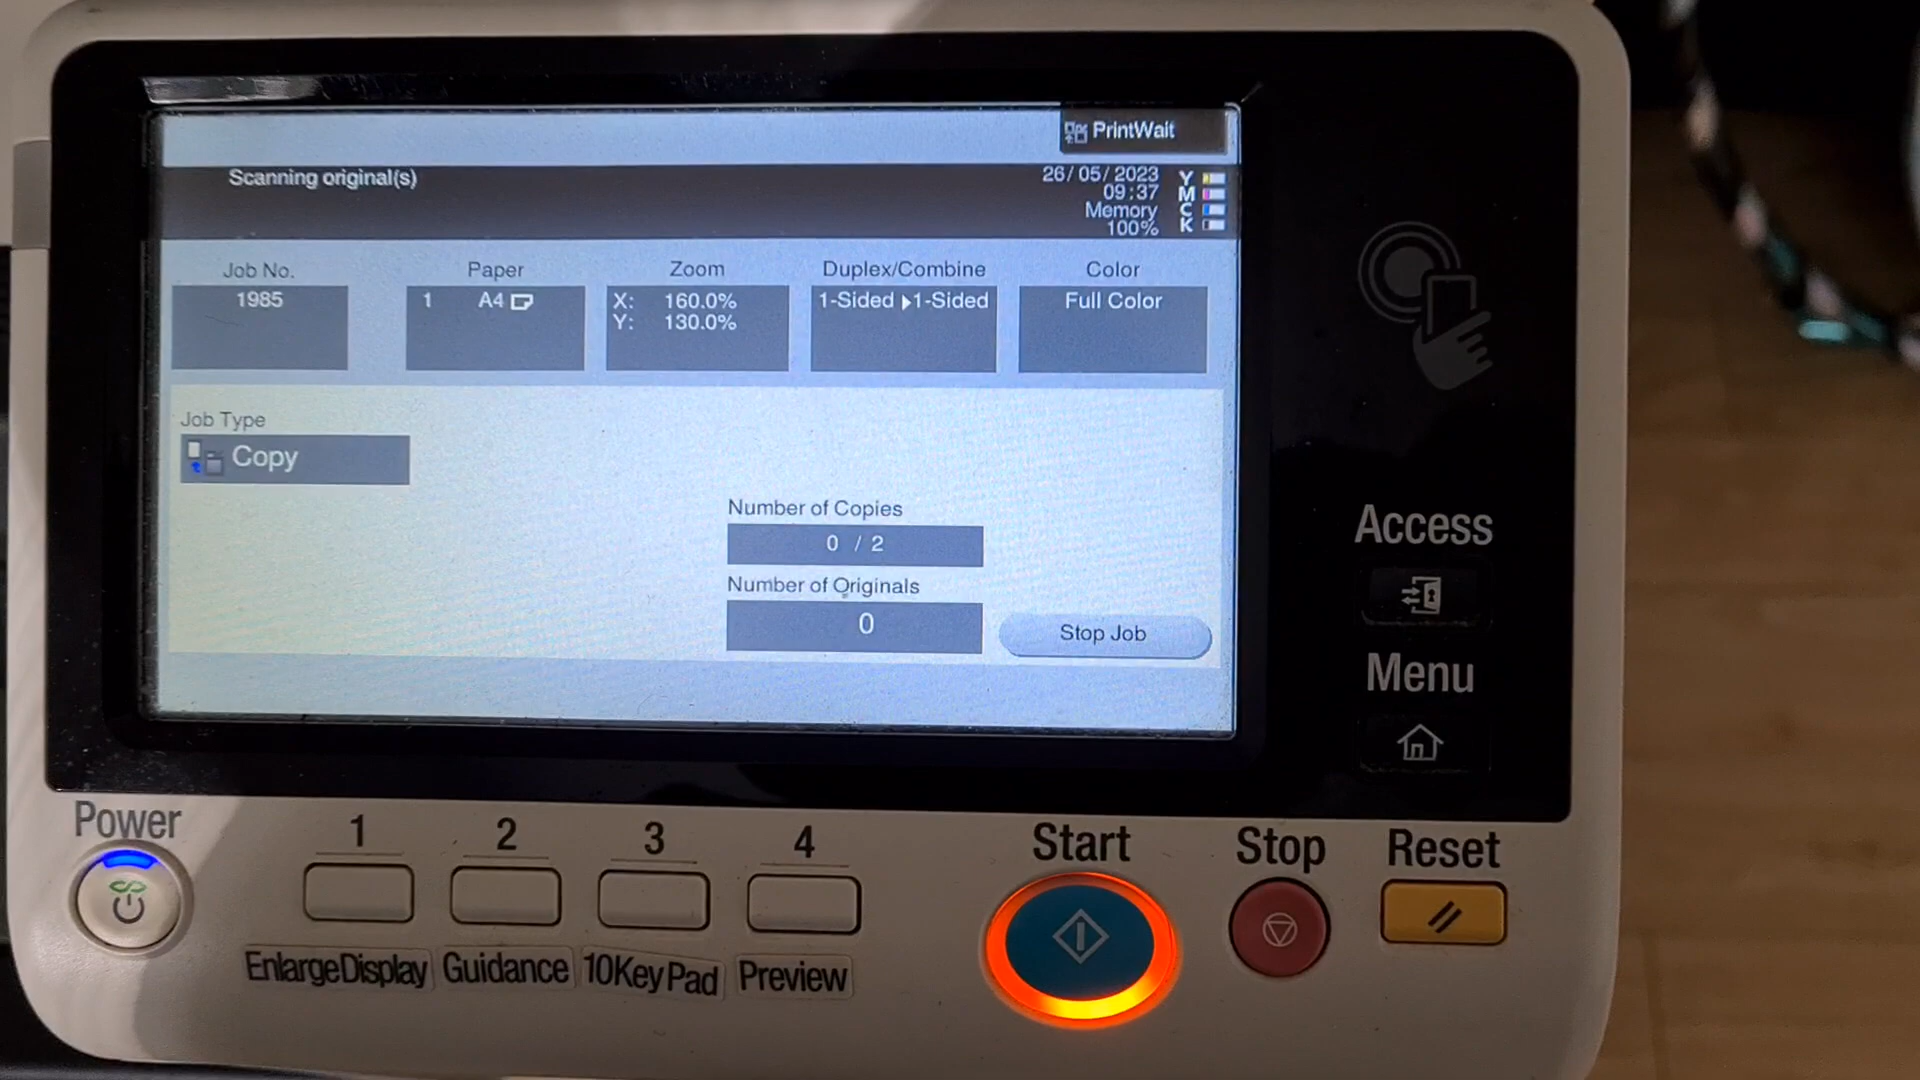 PrintWait
Scanning original(s)
26/05/2023
09:37
Memory
100%
Y
M
C
K
Job No.
1985
Paper
1 A4
Zoom
X: 160.0%
Y: 130.0%
Duplex/Combine
1-Sided ▶1-Sided
Color
Full Color
Job Type
Copy
Number of Copies
0 / 2
Number of Originals
0
Stop Job
Access
Menu
Power
1
2
3
4
Start
Stop
Reset
EnlargeDisplay
Guidance
10KeyPad
Preview